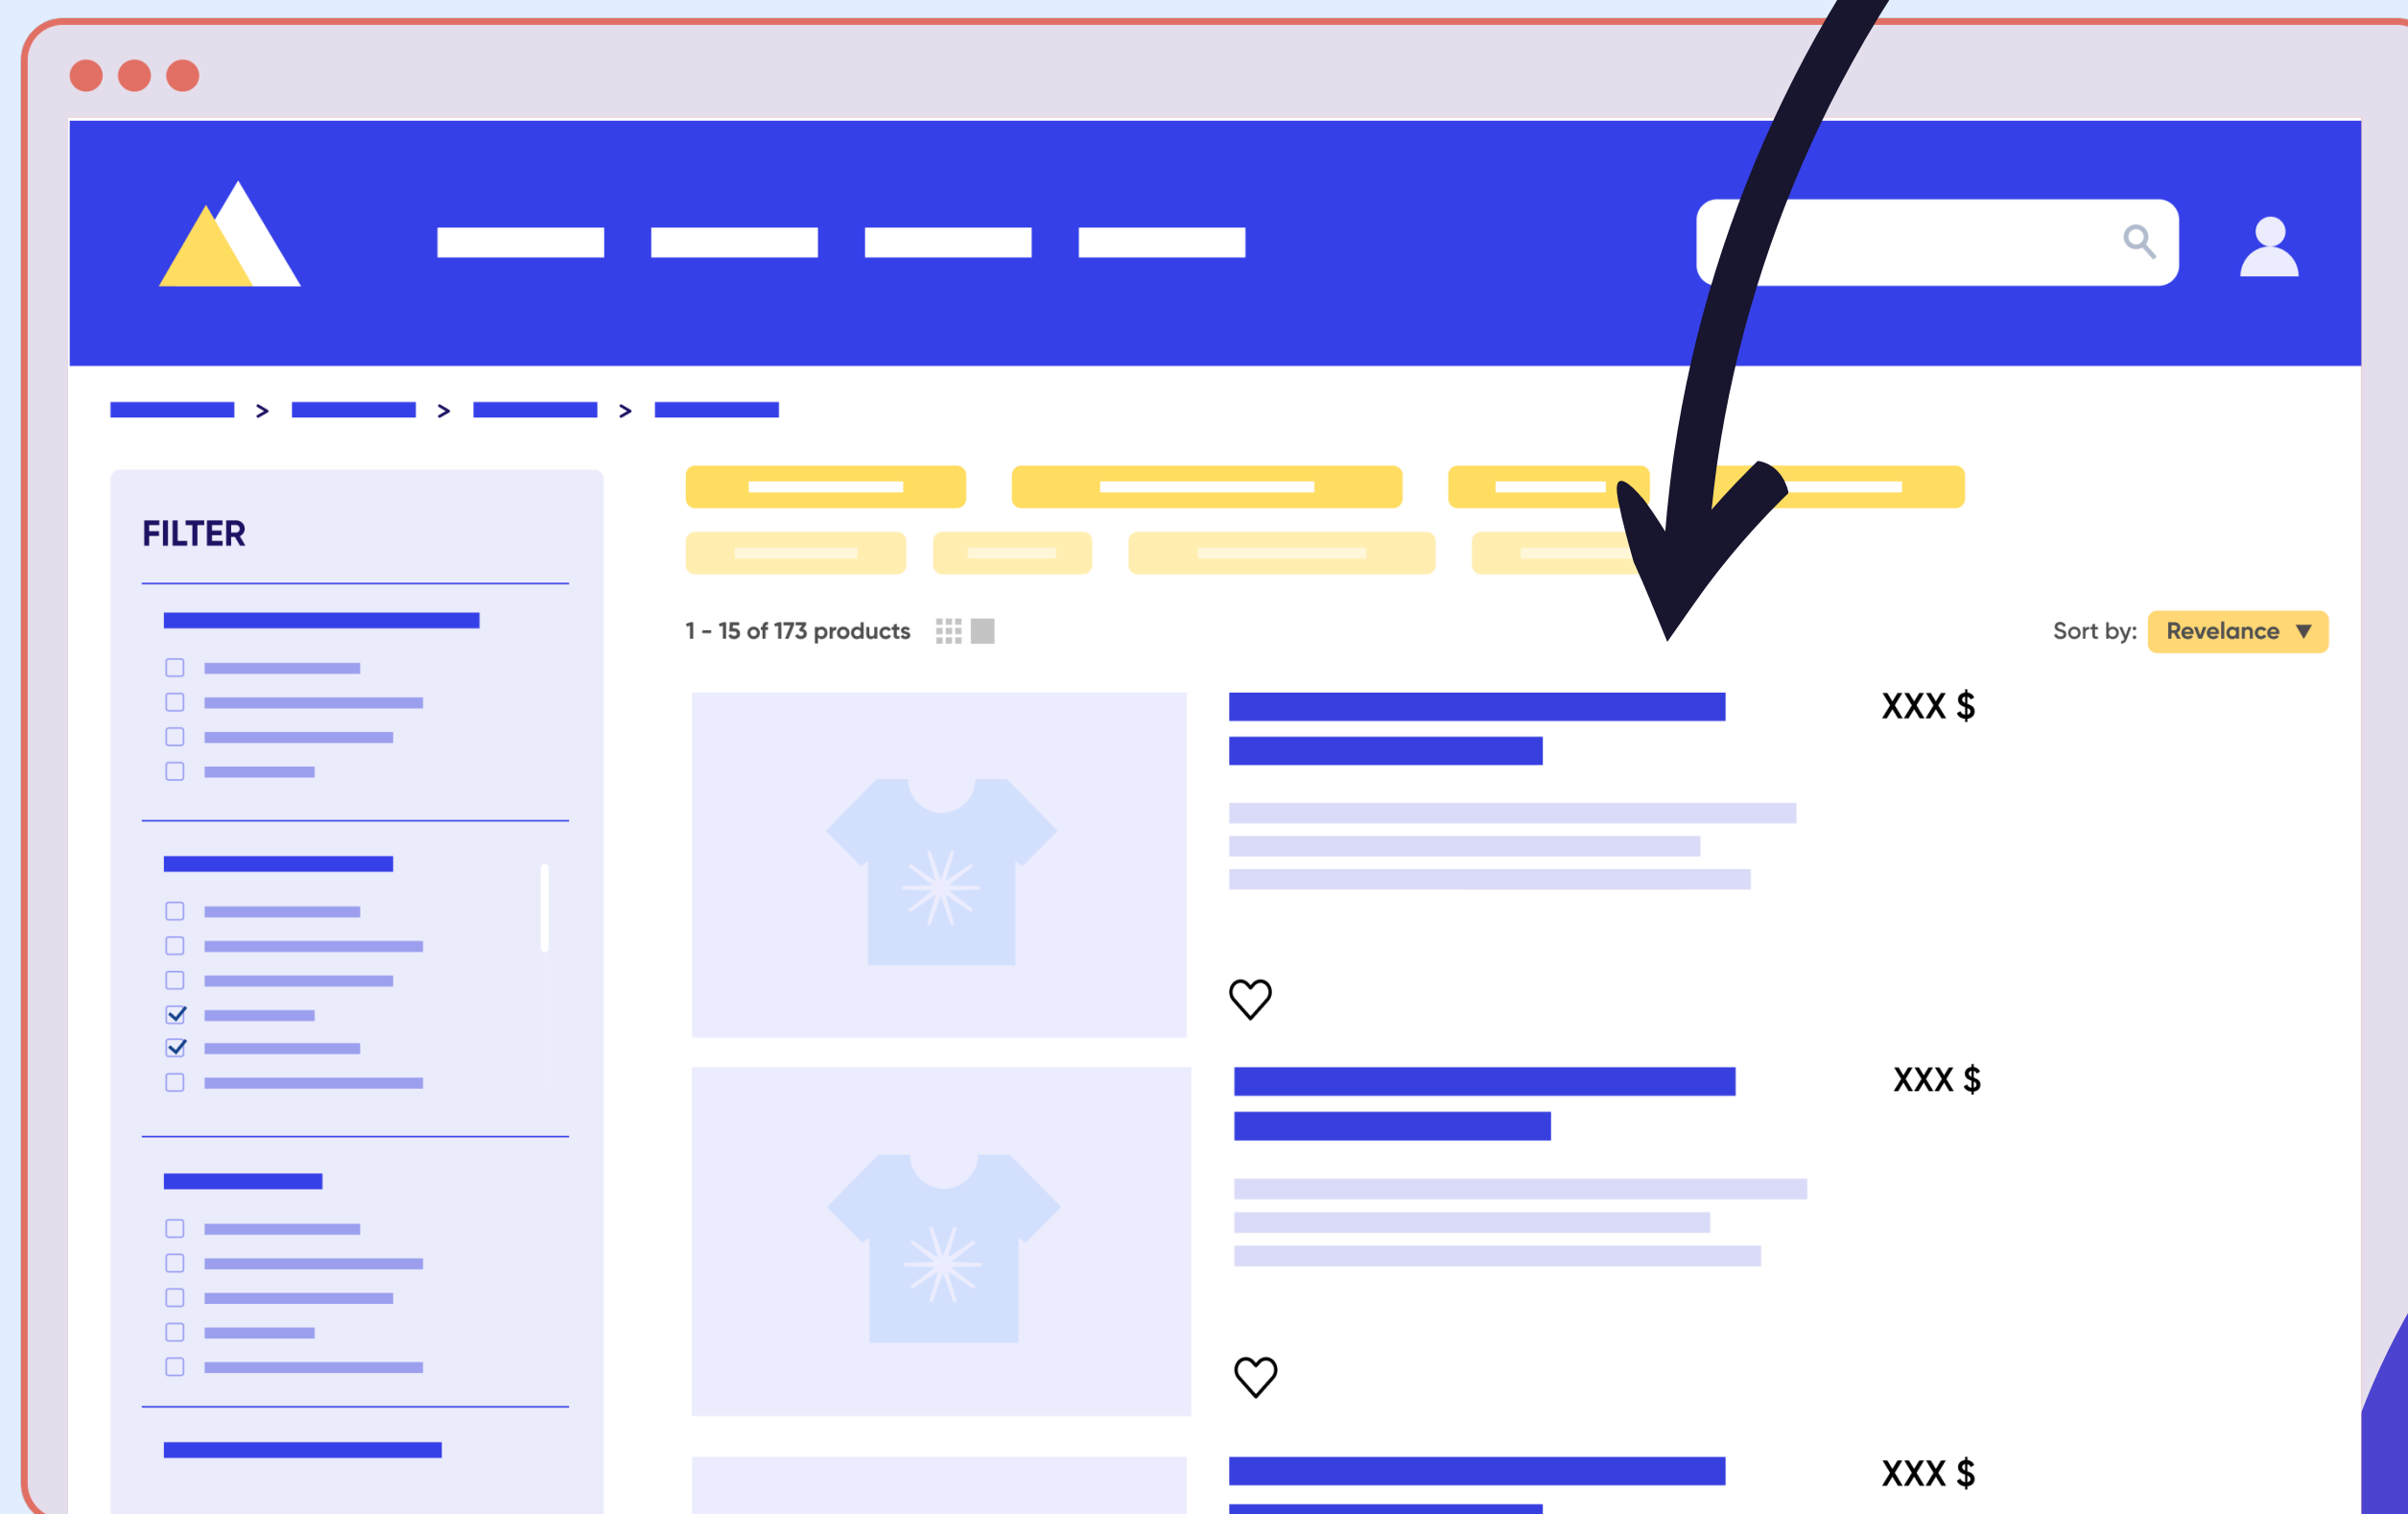 > > >
FILTER
1 - 15 of 173 products
Sort by: Revelance
XXX $
XXX $
XXX $